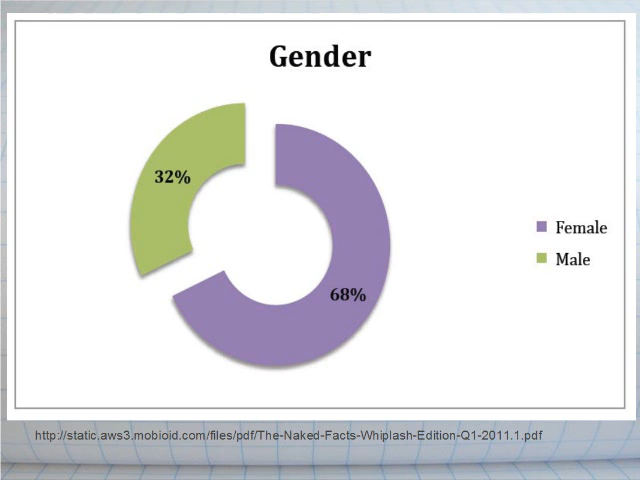 Gender
32%
68%
Female
Male
http://static.aws3.mobioid.com/files/pdf/The-Naked-Facts-Whiplash-Edition-Q1-2011.1.pdf